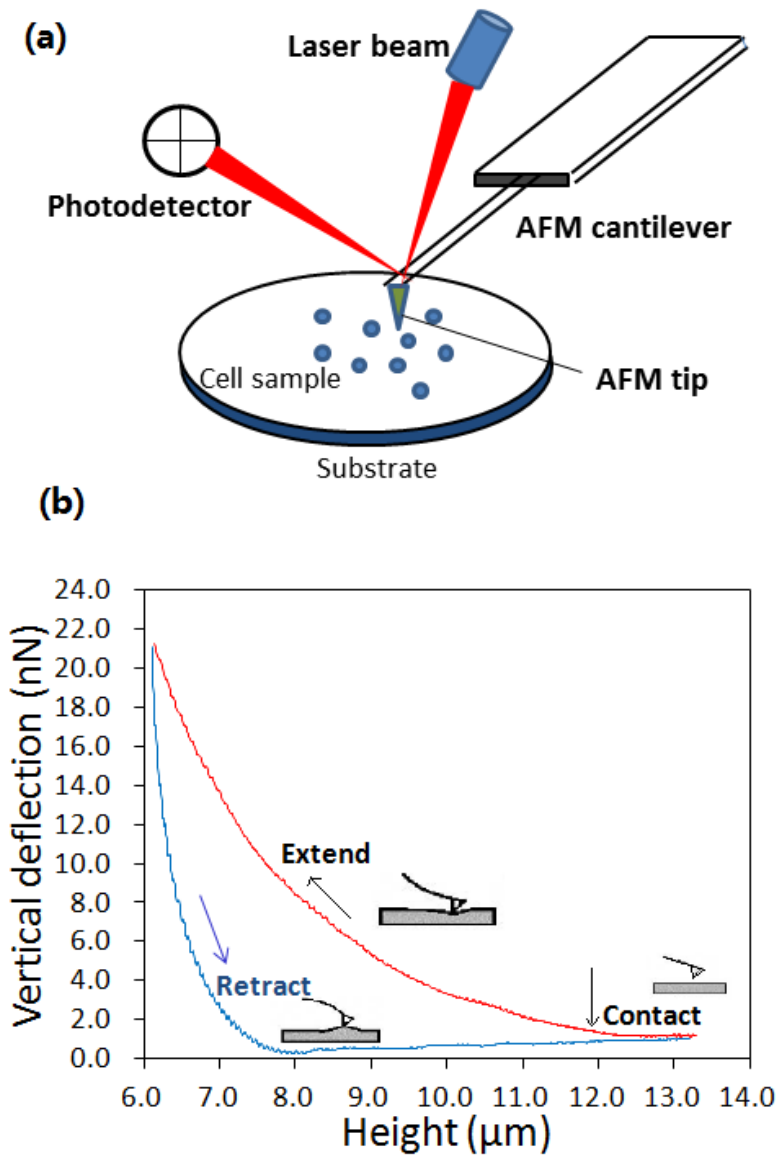 (a)
Laser beam
Photodetector
AFM cantilever
Cell sample
AFM tip
Substrate
(b)
Vertical deflection (nN)
24.0
22.0
20.0
18.0
16.0
14.0
12.0
10.0
8.0
6.0
4.0
2.0
0.0
Extend
Retract
Contact
6.0 7.0 8.0 9.0 10.0 11.0 12.0 13.0 14.0
Height (μm)